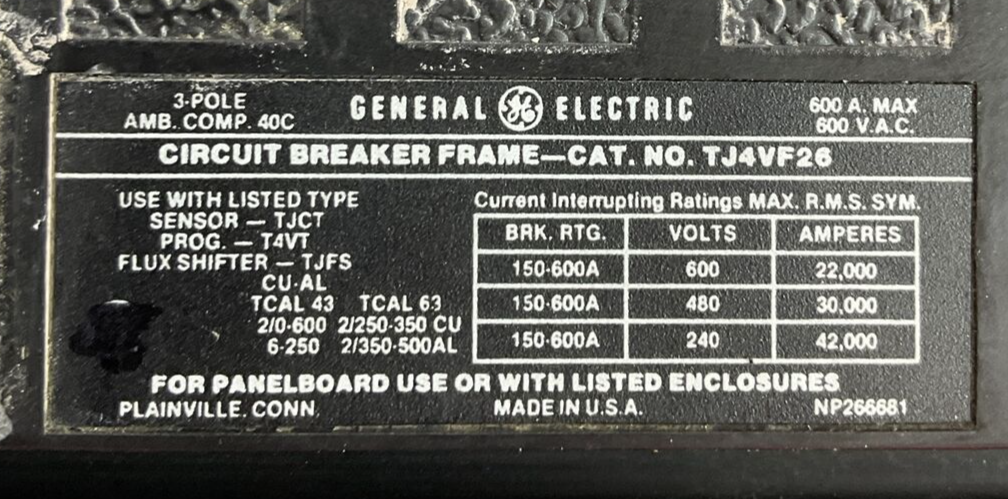 3-POLE GENERAL GE ELECTRIC 600 A. MAX
AMB. COMP. 40C 600 V.A.C.
CIRCUIT BREAKER FRAME—CAT. NO. TJ4VF26
USE WITH LISTED TYPE
SENSOR — TJCT
PROG. — T4VT
FLUX SHIFTER — TJFS
CU-AL
TCAL 43 TCAL 63
2/0-600 2/250-350 CU
6-250 2/350-500AL
Current Interrupting Ratings MAX. R.M.S. SYM.
BRK. RTG. VOLTS AMPERES
150-600A 600 22,000
150-600A 480 30,000
150-600A 240 42,000
FOR PANELBOARD USE OR WITH LISTED ENCLOSURES
PLAINVILLE, CONN. MADE IN U.S.A. NP266681